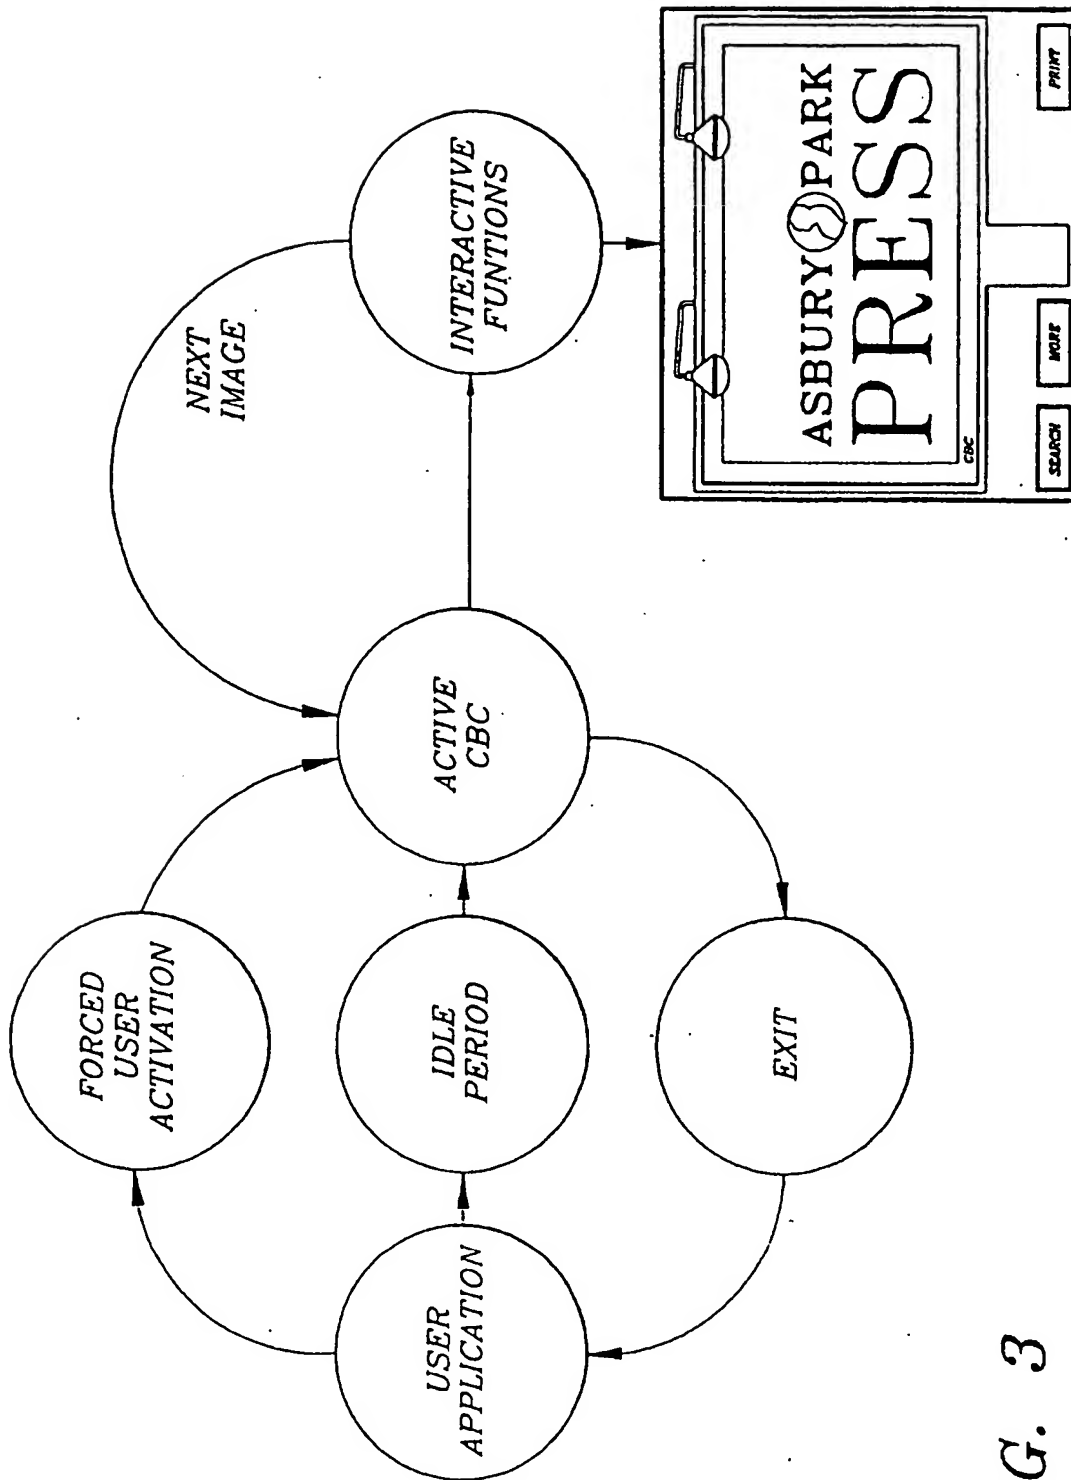 FORCED
USER
ACTIVATION
NEXT
IMAGE
USER
APPLICATION
IDLE
PERIOD
ACTIVE
CBC
INTERACTIVE
FUNTIONS
EXIT
ASBURY PARK
PRESS
CBC
SEARCH
MORE
PRINT
G. 3